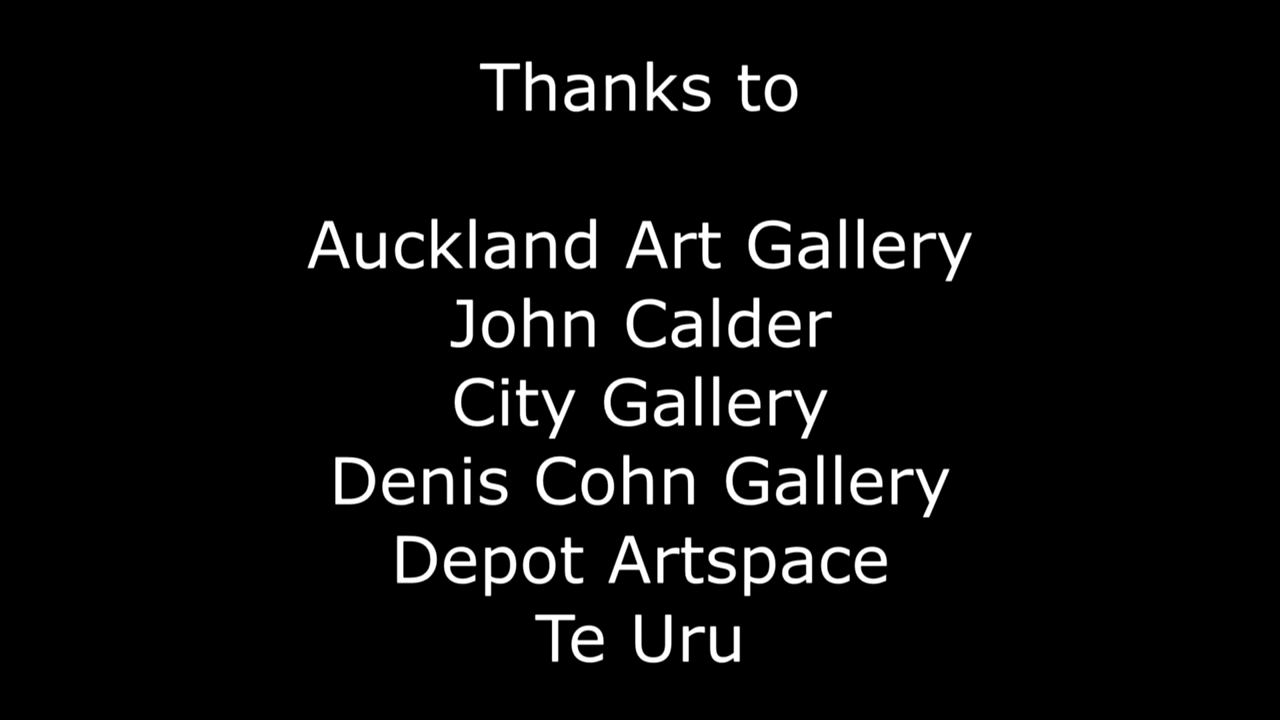 Thanks to
Auckland Art Gallery
John Calder
City Gallery
Denis Cohn Gallery
Depot Artspace
Te Uru